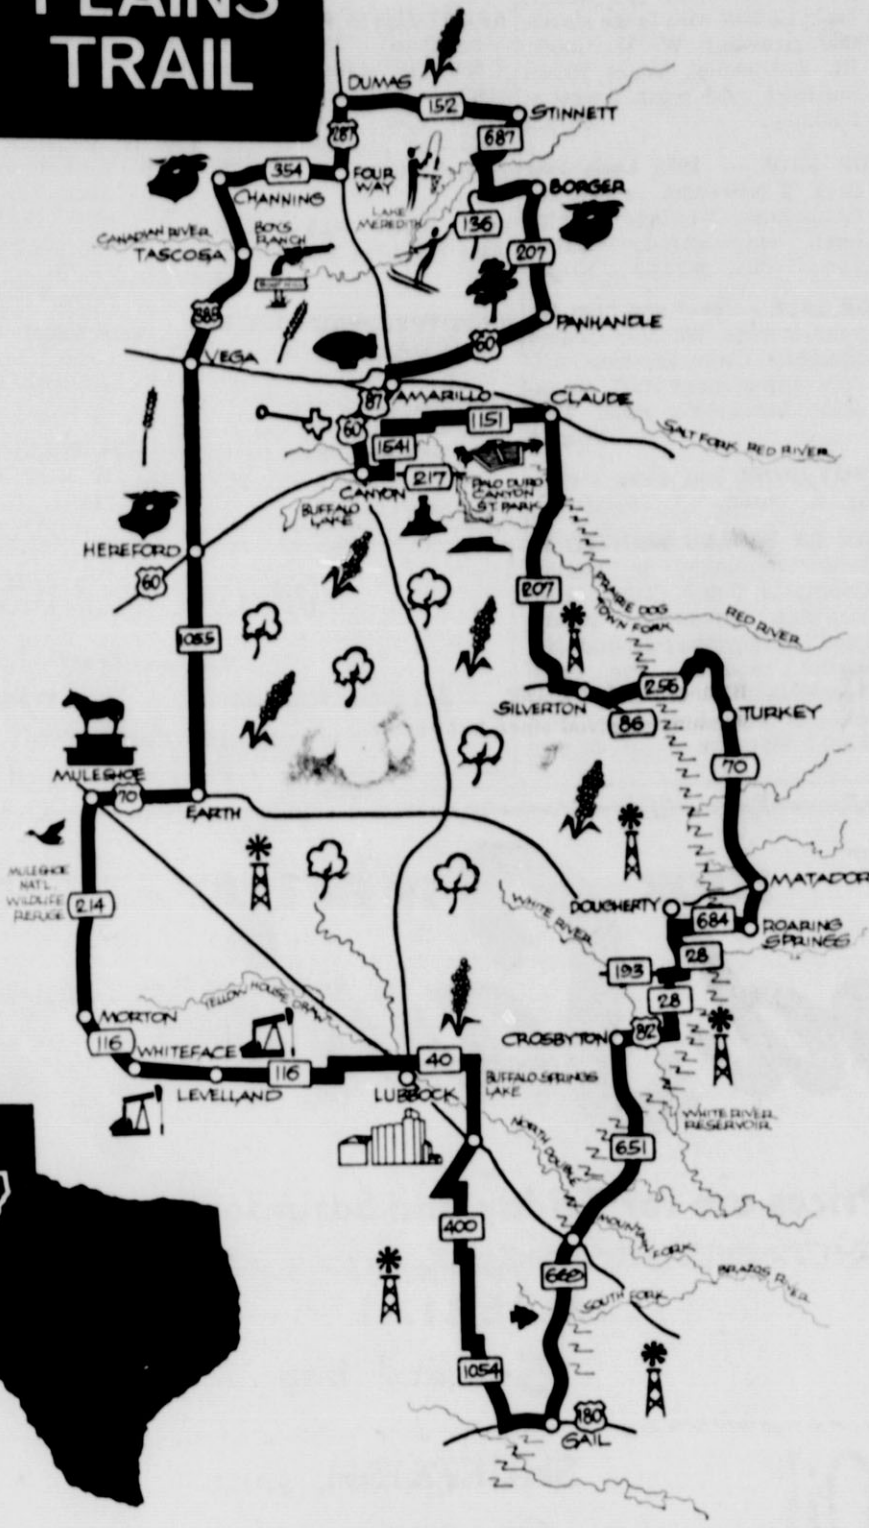 PLAINS
TRAIL
DUMAS
152
STINNETT
287
687
354
FOUR
WAY
CHANNING
BORGER
LAKE
MEREDITH
136
CANADIAN RIVER
BOYS
RANCH
TASCOSA
207
385
PANHANDLE
60
VEGA
AMARILLO
87
CLAUDE
1151
60
1541
SALT FORK RED RIVER
217
CANYON
PALO DURO
CANYON
ST. PARK
BUFFALO
LAKE
HEREFORD
60
207
PRAIRIE DOG
TOWN FORK
RED RIVER
1055
256
SILVERTON
86
TURKEY
MULESHOE
70
70
EARTH
MULESHOE
NAT'L.
WILDLIFE
REFUGE
214
MATADOR
DOUGHERTY
WHITE RIVER
684
ROARING
SPRINGS
28
193
28
YELLOW HOUSE DRAW
MORTON
CROSBYTON
82
116
WHITEFACE
40
116
BUFFALO SPRINGS
LAKE
LEVELLAND
LUBBOCK
WHITE RIVER
RESERVOIR
NORTH DOUBLE
651
MOUNTAIN FORK
400
BRAZOS RIVER
669
SOUTH FORK
1054
180
GAIL